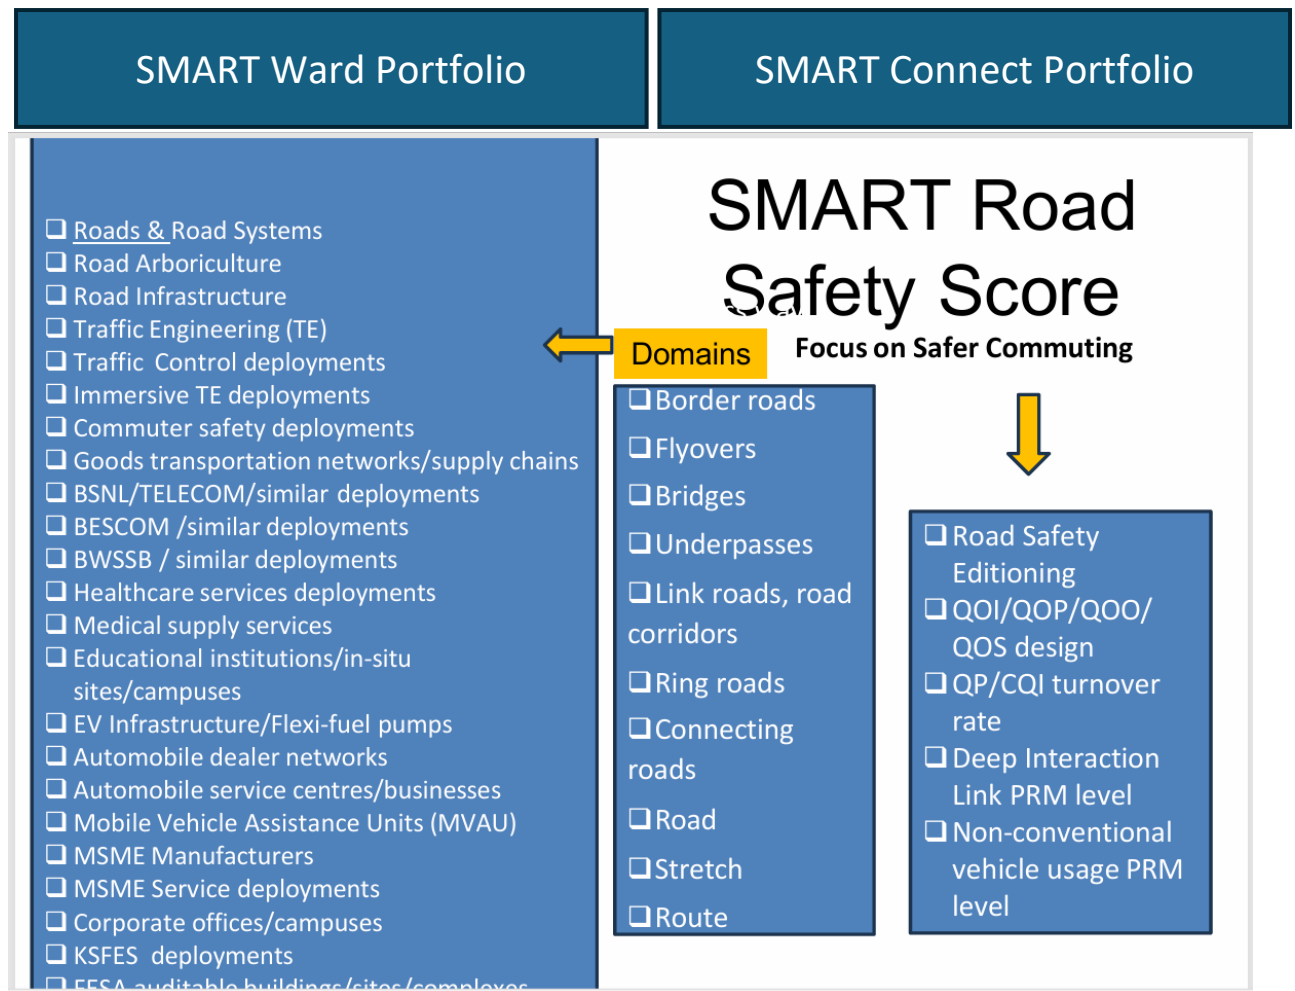 SMART Ward Portfolio
SMART Connect Portfolio
❑ Roads & Road Systems
❑ Road Arboriculture
❑ Road Infrastructure
❑ Traffic Engineering (TE)
❑ Traffic Control deployments
❑ Immersive TE deployments
❑ Commuter safety deployments
❑ Goods transportation networks/supply chains
❑ BSNL/TELECOM/similar deployments
❑ BESCOM /similar deployments
❑ BWSSB / similar deployments
❑ Healthcare services deployments
❑ Medical supply services
❑ Educational institutions/in-situ
sites/campuses
❑ EV Infrastructure/Flexi-fuel pumps
❑ Automobile dealer networks
❑ Automobile service centres/businesses
❑ Mobile Vehicle Assistance Units (MVAU)
❑ MSME Manufacturers
❑ MSME Service deployments
❑ Corporate offices/campuses
❑ KSFES deployments
❑ FFSA auditable buildings/sites/complexes
SMART Road
Safety Score
Focus on Safer Commuting
Domains
❑ Border roads
❑ Flyovers
❑ Bridges
❑ Underpasses
❑ Link roads, road
corridors
❑ Ring roads
❑ Connecting
roads
❑ Road
❑ Stretch
❑ Route
❑ Road Safety
Editioning
❑ QOI/QOP/QOO/
QOS design
❑ QP/CQI turnover
rate
❑ Deep Interaction
Link PRM level
❑ Non-conventional
vehicle usage PRM
level